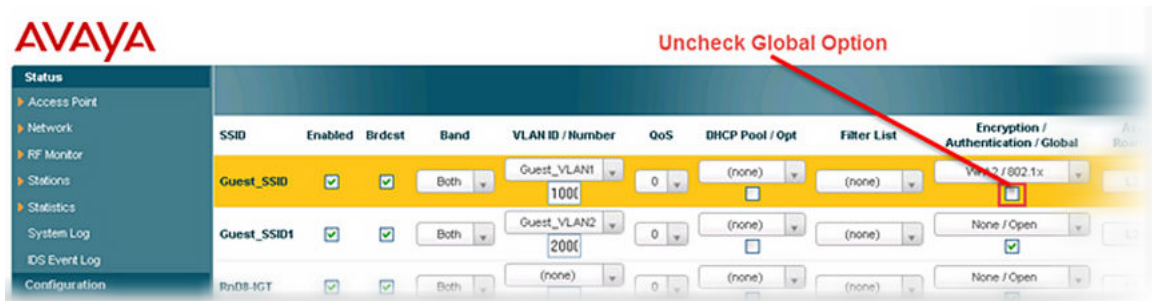 AVAYA
Uncheck Global Option
Status
Access Point
Network
RF Monitor
Stations
Statistics
System Log
IDS Event Log
Configuration
SSID Enabled Brdcst Band VLAN ID / Number QoS DHCP Pool / Opt Filter List Encryption / Authentication / Global
Guest_SSID Both Guest_VLAN1 0 (none) (none) / 802.1x
1000
Guest_SSID1 Both Guest_VLAN2 0 (none) (none) None / Open
2000
RnD8-IGT Both (none) 0 (none) (none) None / Open